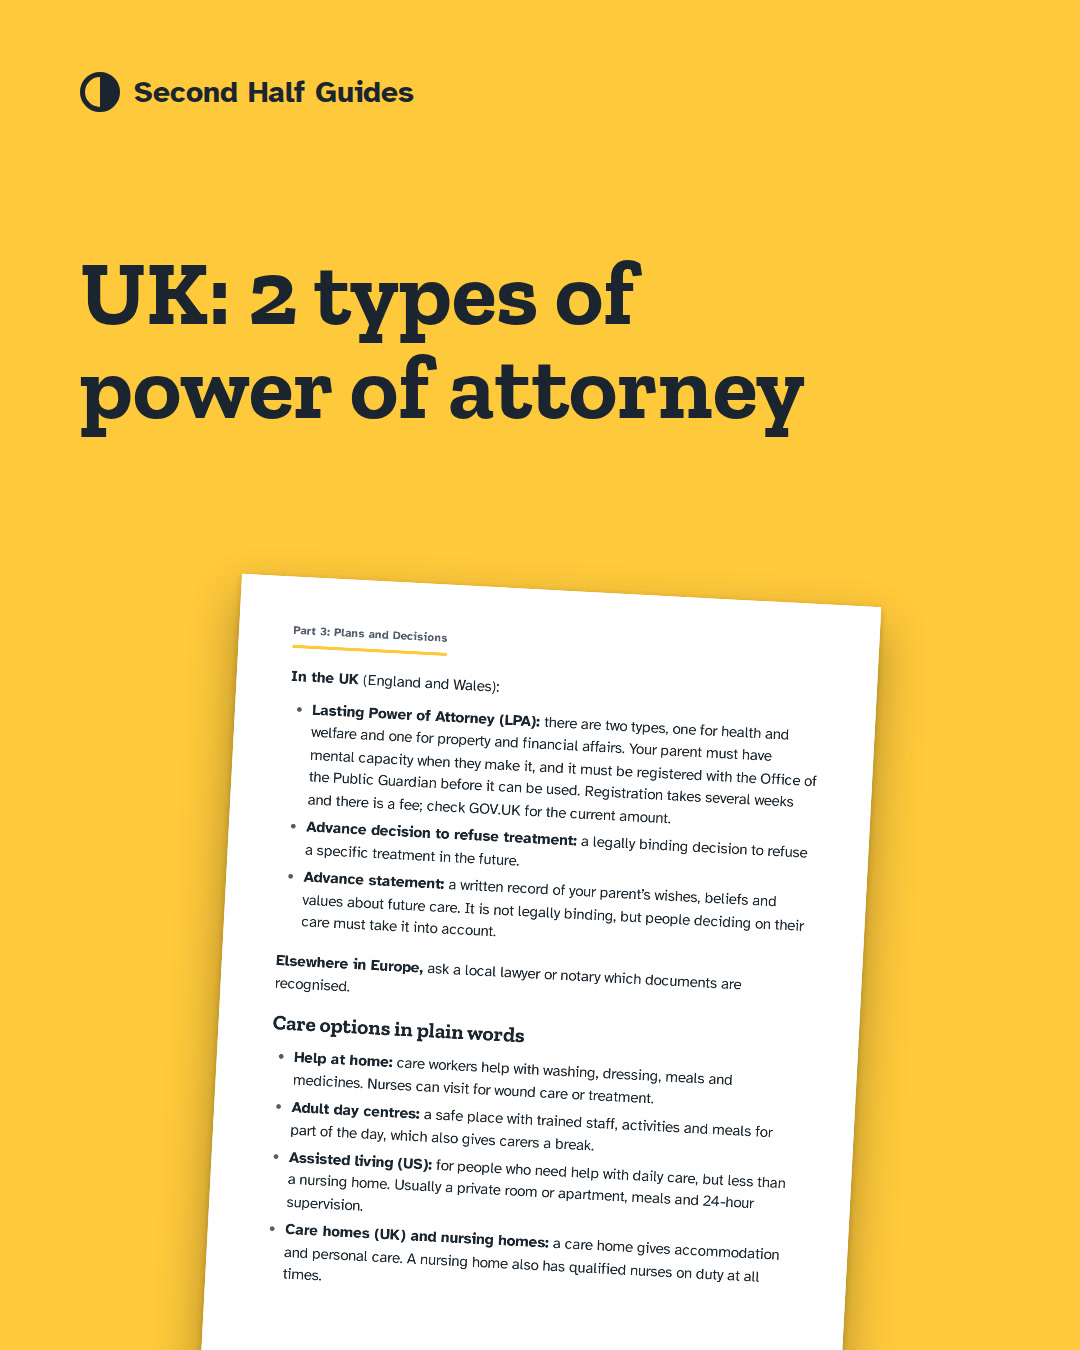 Second Half Guides
UK: 2 types of
power of attorney
Part 3: Plans and Decisions
In the UK (England and Wales):
• Lasting Power of Attorney (LPA): there are two types, one for health and
welfare and one for property and financial affairs. Your parent must have
mental capacity when they make it, and it must be registered with the Office of
the Public Guardian before it can be used. Registration takes several weeks
and there is a fee; check GOV.UK for the current amount.
• Advance decision to refuse treatment: a legally binding decision to refuse
a specific treatment in the future.
• Advance statement: a written record of your parent’s wishes, beliefs and
values about future care. It is not legally binding, but people deciding on their
care must take it into account.
Elsewhere in Europe, ask a local lawyer or notary which documents are
recognised.
Care options in plain words
• Help at home: care workers help with washing, dressing, meals and
medicines. Nurses can visit for wound care or treatment.
• Adult day centres: a safe place with trained staff, activities and meals for
part of the day, which also gives carers a break.
• Assisted living (US): for people who need help with daily care, but less than
a nursing home. Usually a private room or apartment, meals and 24-hour
supervision.
• Care homes (UK) and nursing homes: a care home gives accommodation
and personal care. A nursing home also has qualified nurses on duty at all
times.